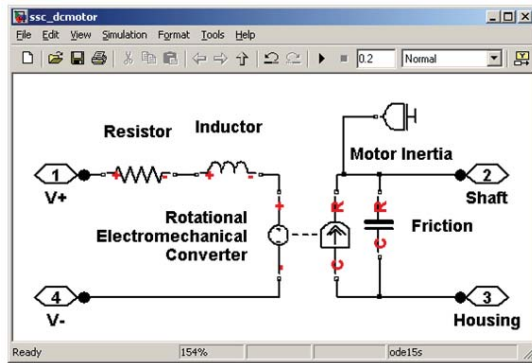 ssc_dcmotor
File Edit View Simulation Format Tools Help
0.2 Normal
Resistor Inductor
Motor Inertia
1 + - + - 2
V+ Shaft
Rotational
Electromechanical
Converter
+ R R
Friction
- C C
4 3
V- Housing
Ready 154% ode15s